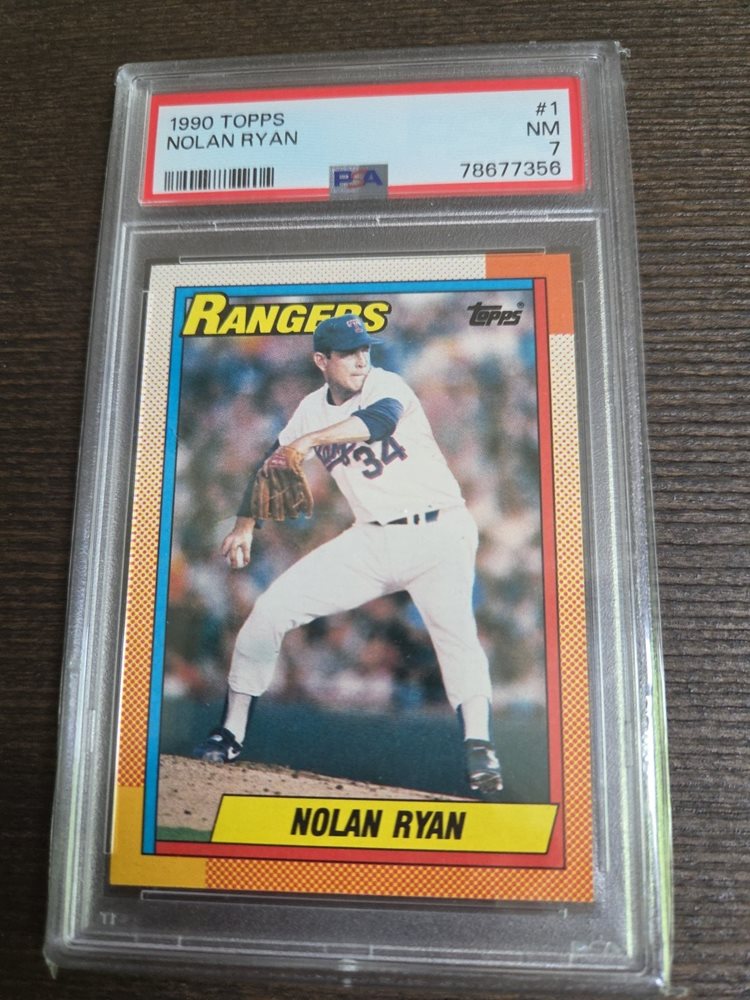 1990 TOPPS #1
NOLAN RYAN NM
7
78677356
PSA
RANGERS
topps®
34
NOLAN RYAN